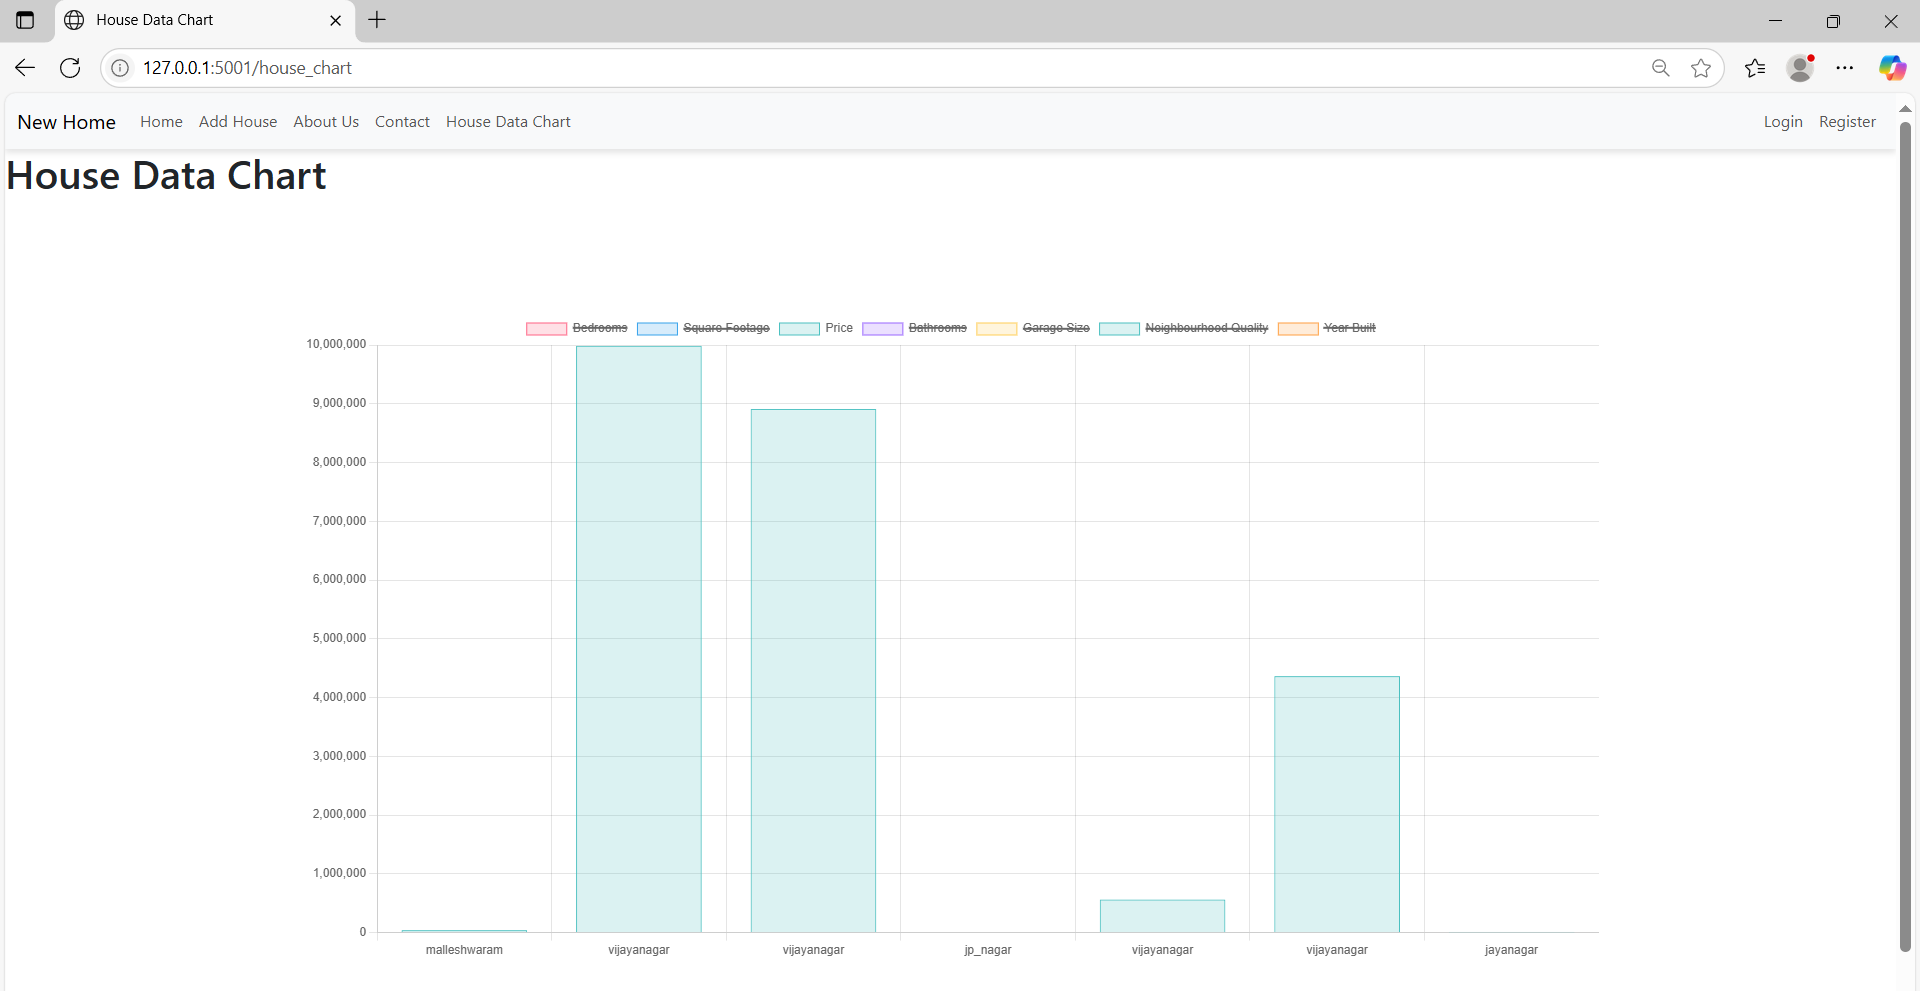 House Data Chart
127.0.0.1:5001/house_chart
New Home Home Add House About Us Contact House Data Chart Login Register
House Data Chart
Bedrooms Square Footage Price Bathrooms Garage Size Neighbourhood Quality Year Built
10,000,000
9,000,000
8,000,000
7,000,000
6,000,000
5,000,000
4,000,000
3,000,000
2,000,000
1,000,000
0
malleshwaram vijayanagar vijayanagar jp_nagar vijayanagar vijayanagar jayanagar